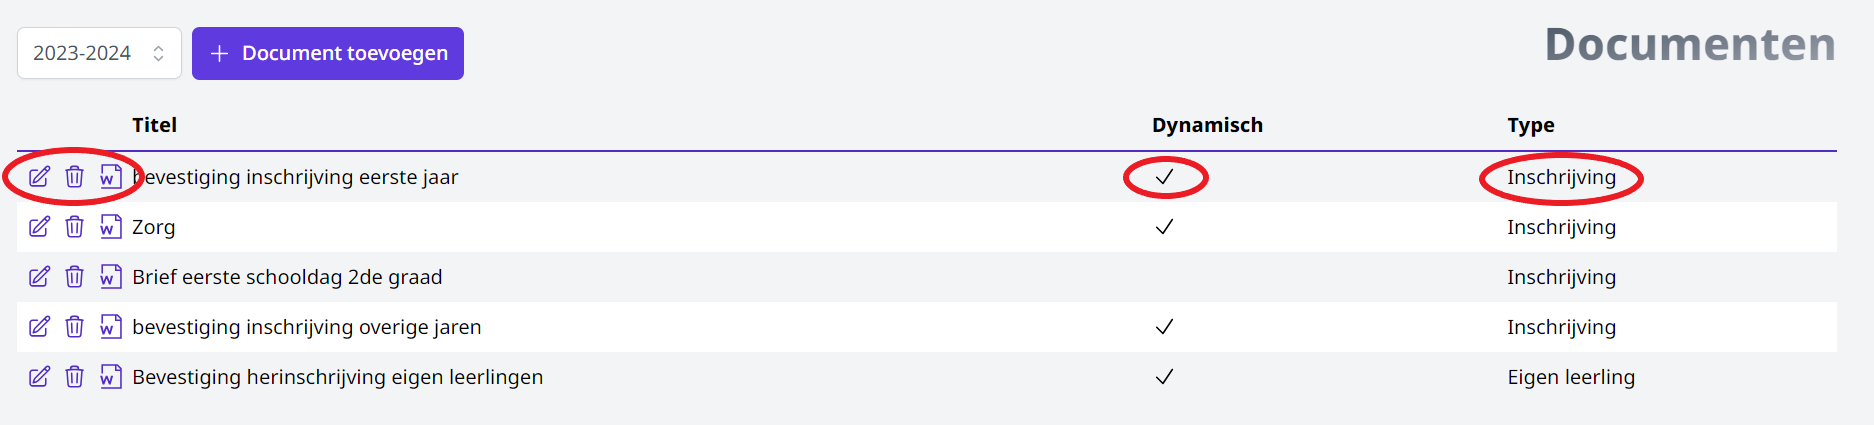 2023-2024 Document toevoegen Documenten
Titel Dynamisch Type
bevestiging inschrijving eerste jaar Inschrijving
Zorg Inschrijving
Brief eerste schooldag 2de graad Inschrijving
bevestiging inschrijving overige jaren Inschrijving
Bevestiging herinschrijving eigen leerlingen Eigen leerling